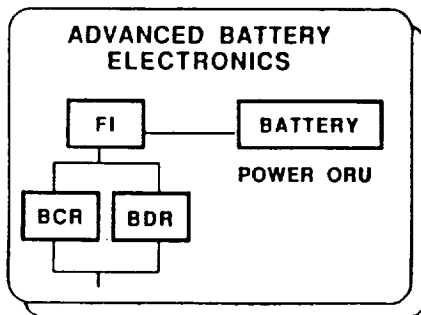 ADVANCED BATTERY
ELECTRONICS
FI
BATTERY
POWER ORU
BCR
BDR